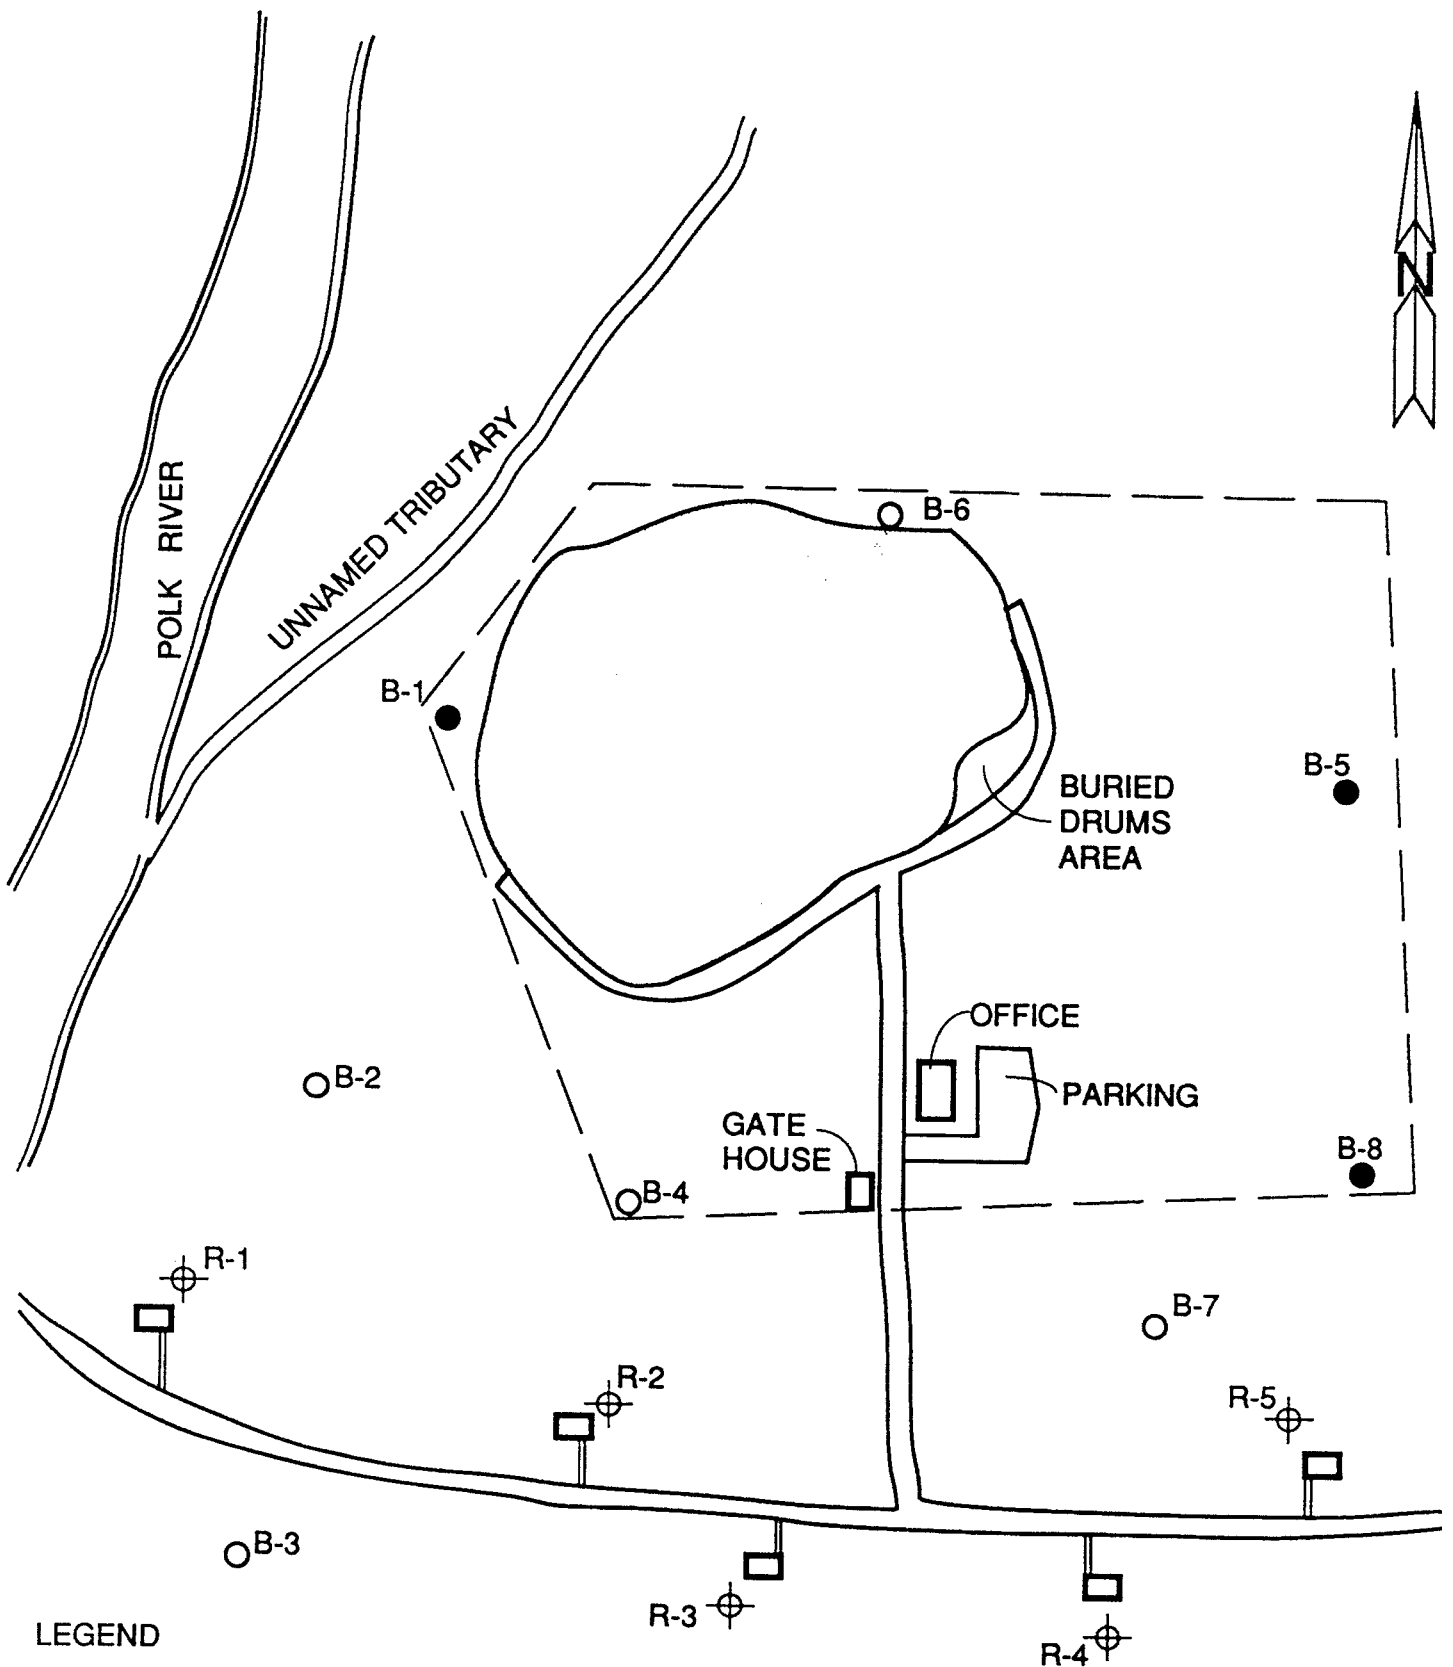 N
POLK RIVER
UNNAMED TRIBUTARY
B-6
B-1
B-5
BURIED
DRUMS
AREA
OFFICE
B-2
PARKING
GATE
HOUSE
B-8
B-4
R-1
B-7
R-2
R-5
B-3
R-3
R-4
LEGEND